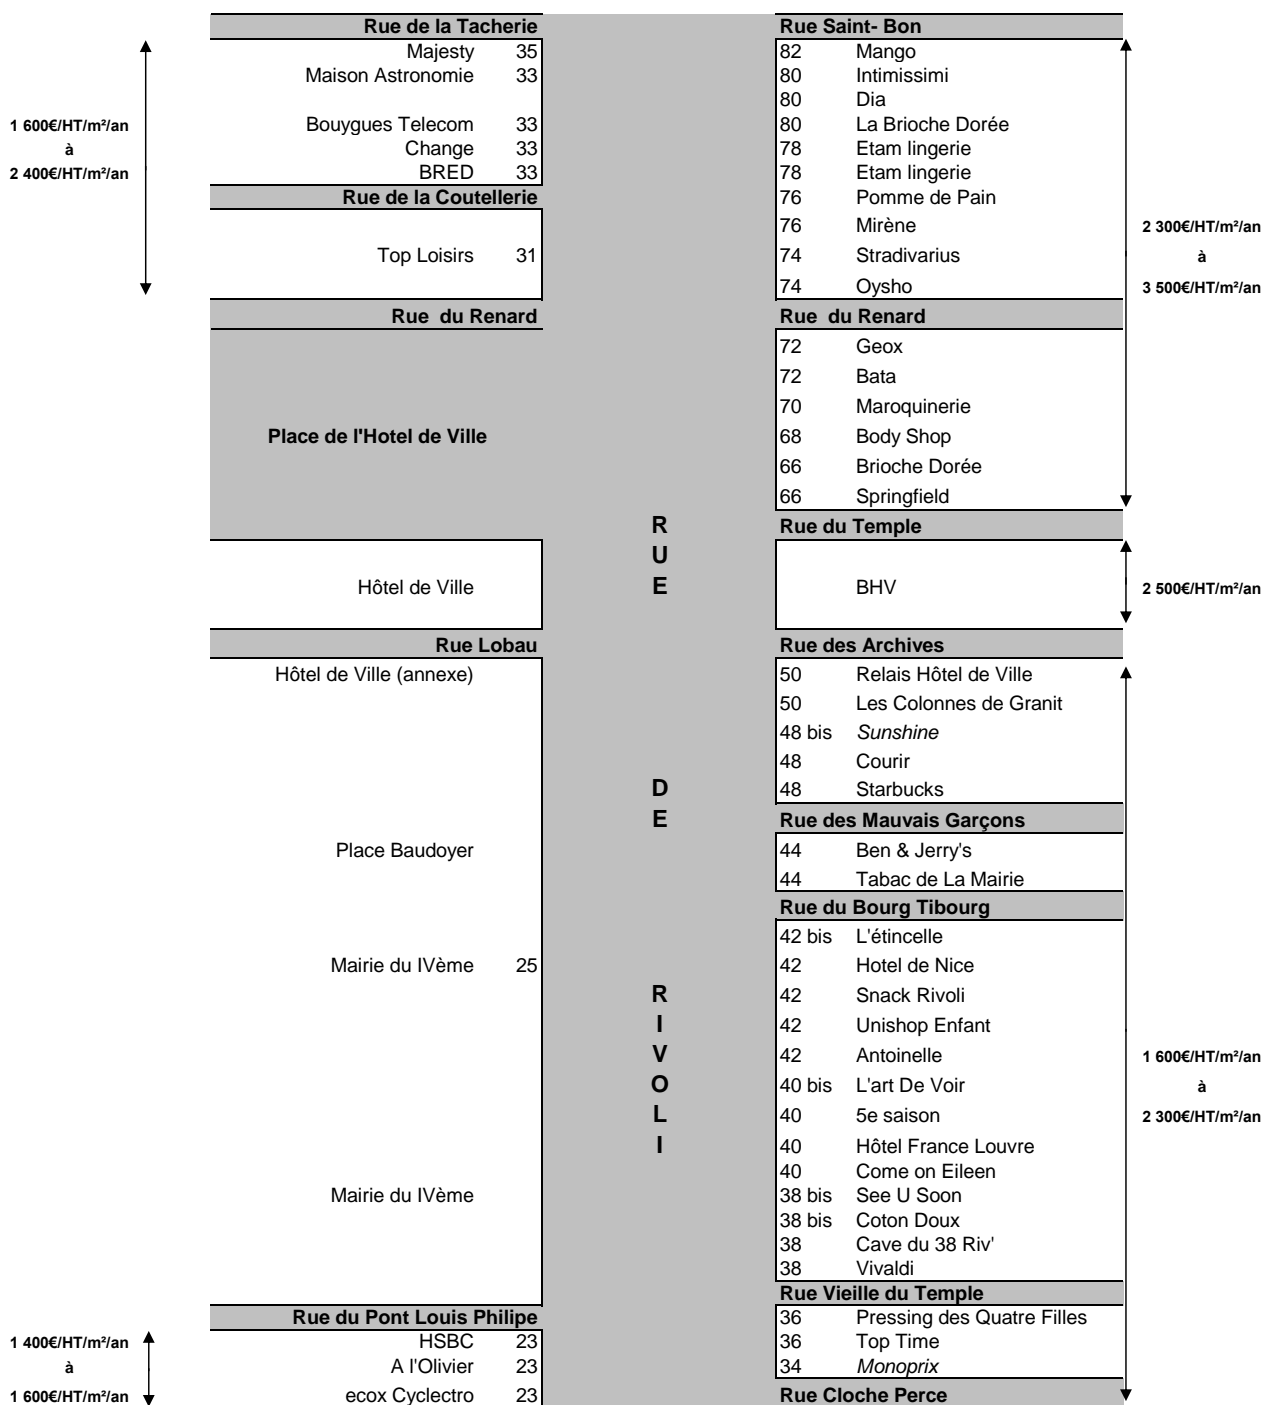 Rue de la Tacherie Rue Saint- Bon
Majesty 35 82 Mango
Maison Astronomie 33 80 Intimissimi
80 Dia
1 600€/HT/m²/an Bouygues Telecom 33 80 La Brioche Dorée
à Change 33 78 Etam lingerie
2 400€/HT/m²/an BRED 33 78 Etam lingerie
Rue de la Coutellerie 76 Pomme de Pain
76 Mirène 2 300€/HT/m²/an
Top Loisirs 31 74 Stradivarius à
74 Oysho 3 500€/HT/m²/an
Rue du Renard Rue du Renard
72 Geox
72 Bata
70 Maroquinerie
Place de l'Hotel de Ville 68 Body Shop
66 Brioche Dorée
66 Springfield
R Rue du Temple
U
Hôtel de Ville E BHV 2 500€/HT/m²/an
Rue Lobau Rue des Archives
Hôtel de Ville (annexe) 50 Relais Hôtel de Ville
50 Les Colonnes de Granit
48 bis Sunshine
48 Courir
D 48 Starbucks
E Rue des Mauvais Garçons
Place Baudoyer 44 Ben & Jerry's
44 Tabac de La Mairie
Rue du Bourg Tibourg
42 bis L'étincelle
Mairie du IVème 25 42 Hotel de Nice
R 42 Snack Rivoli
I 42 Unishop Enfant
V 42 Antoinelle 1 600€/HT/m²/an
O 40 bis L'art De Voir à
L 40 5e saison 2 300€/HT/m²/an
I 40 Hôtel France Louvre
40 Come on Eileen
Mairie du IVème 38 bis See U Soon
38 bis Coton Doux
38 Cave du 38 Riv'
38 Vivaldi
Rue Vieille du Temple
Rue du Pont Louis Philipe 36 Pressing des Quatre Filles
1 400€/HT/m²/an HSBC 23 36 Top Time
à A l'Olivier 23 34 Monoprix
1 600€/HT/m²/an ecox Cyclectro 23 Rue Cloche Perce